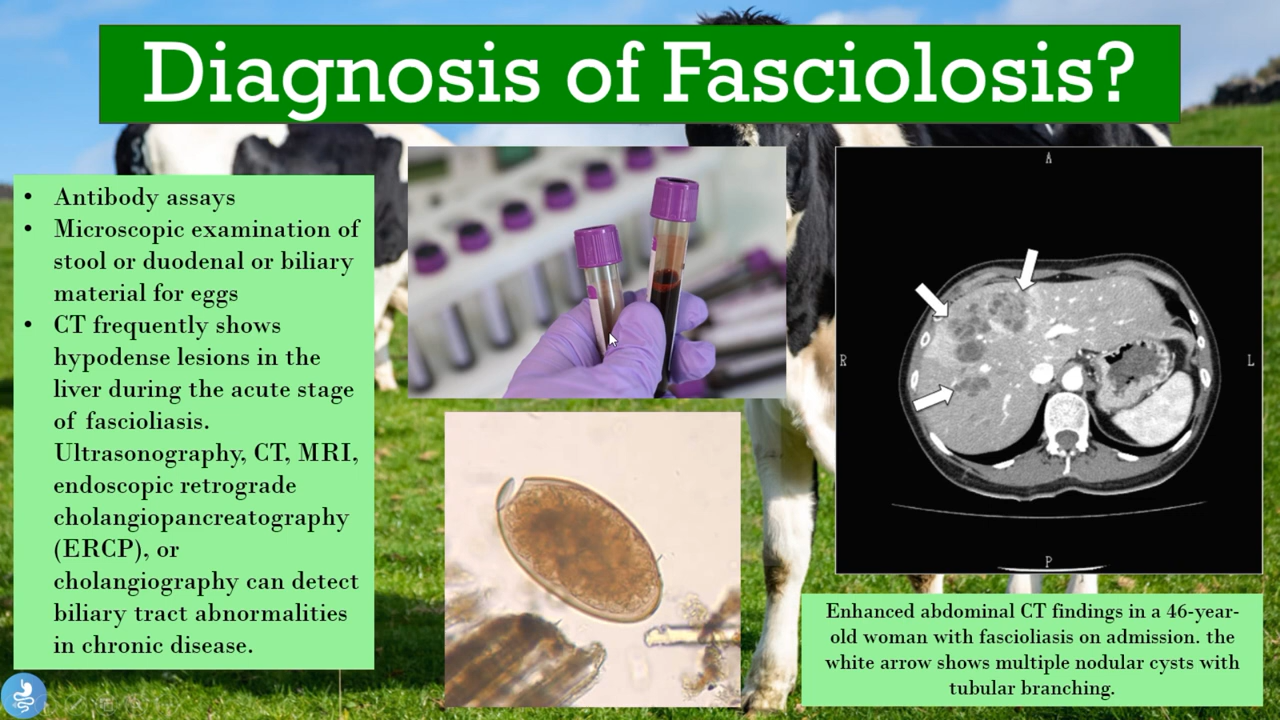 Diagnosis of Fasciolosis?
• Antibody assays
• Microscopic examination of
stool or duodenal or biliary
material for eggs
• CT frequently shows
hypodense lesions in the
liver during the acute stage
of fascioliasis.
Ultrasonography, CT, MRI,
endoscopic retrograde
cholangiopancreatography
(ERCP), or
cholangiography can detect
biliary tract abnormalities
in chronic disease.
A
R
L
P
Enhanced abdominal CT findings in a 46-year-
old woman with fascioliasis on admission. the
white arrow shows multiple nodular cysts with
tubular branching.